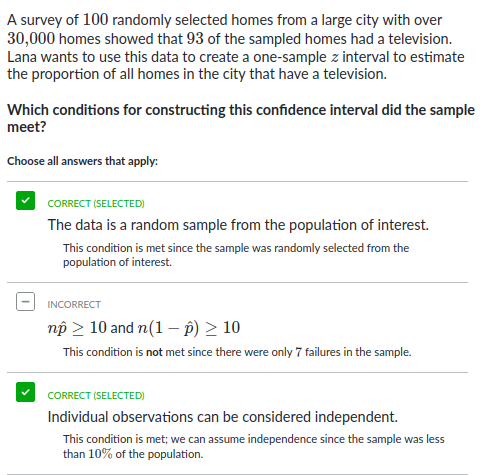 A survey of 100 randomly selected homes from a large city with over
30,000 homes showed that 93 of the sampled homes had a television.
Lana wants to use this data to create a one-sample z interval to estimate
the proportion of all homes in the city that have a television.
Which conditions for constructing this confidence interval did the sample
meet?
Choose all answers that apply:
CORRECT (SELECTED)
The data is a random sample from the population of interest.
This condition is met since the sample was randomly selected from the
population of interest.
INCORRECT
np̂ ≥ 10 and n(1 − p̂) ≥ 10
This condition is not met since there were only 7 failures in the sample.
CORRECT (SELECTED)
Individual observations can be considered independent.
This condition is met; we can assume independence since the sample was less
than 10% of the population.